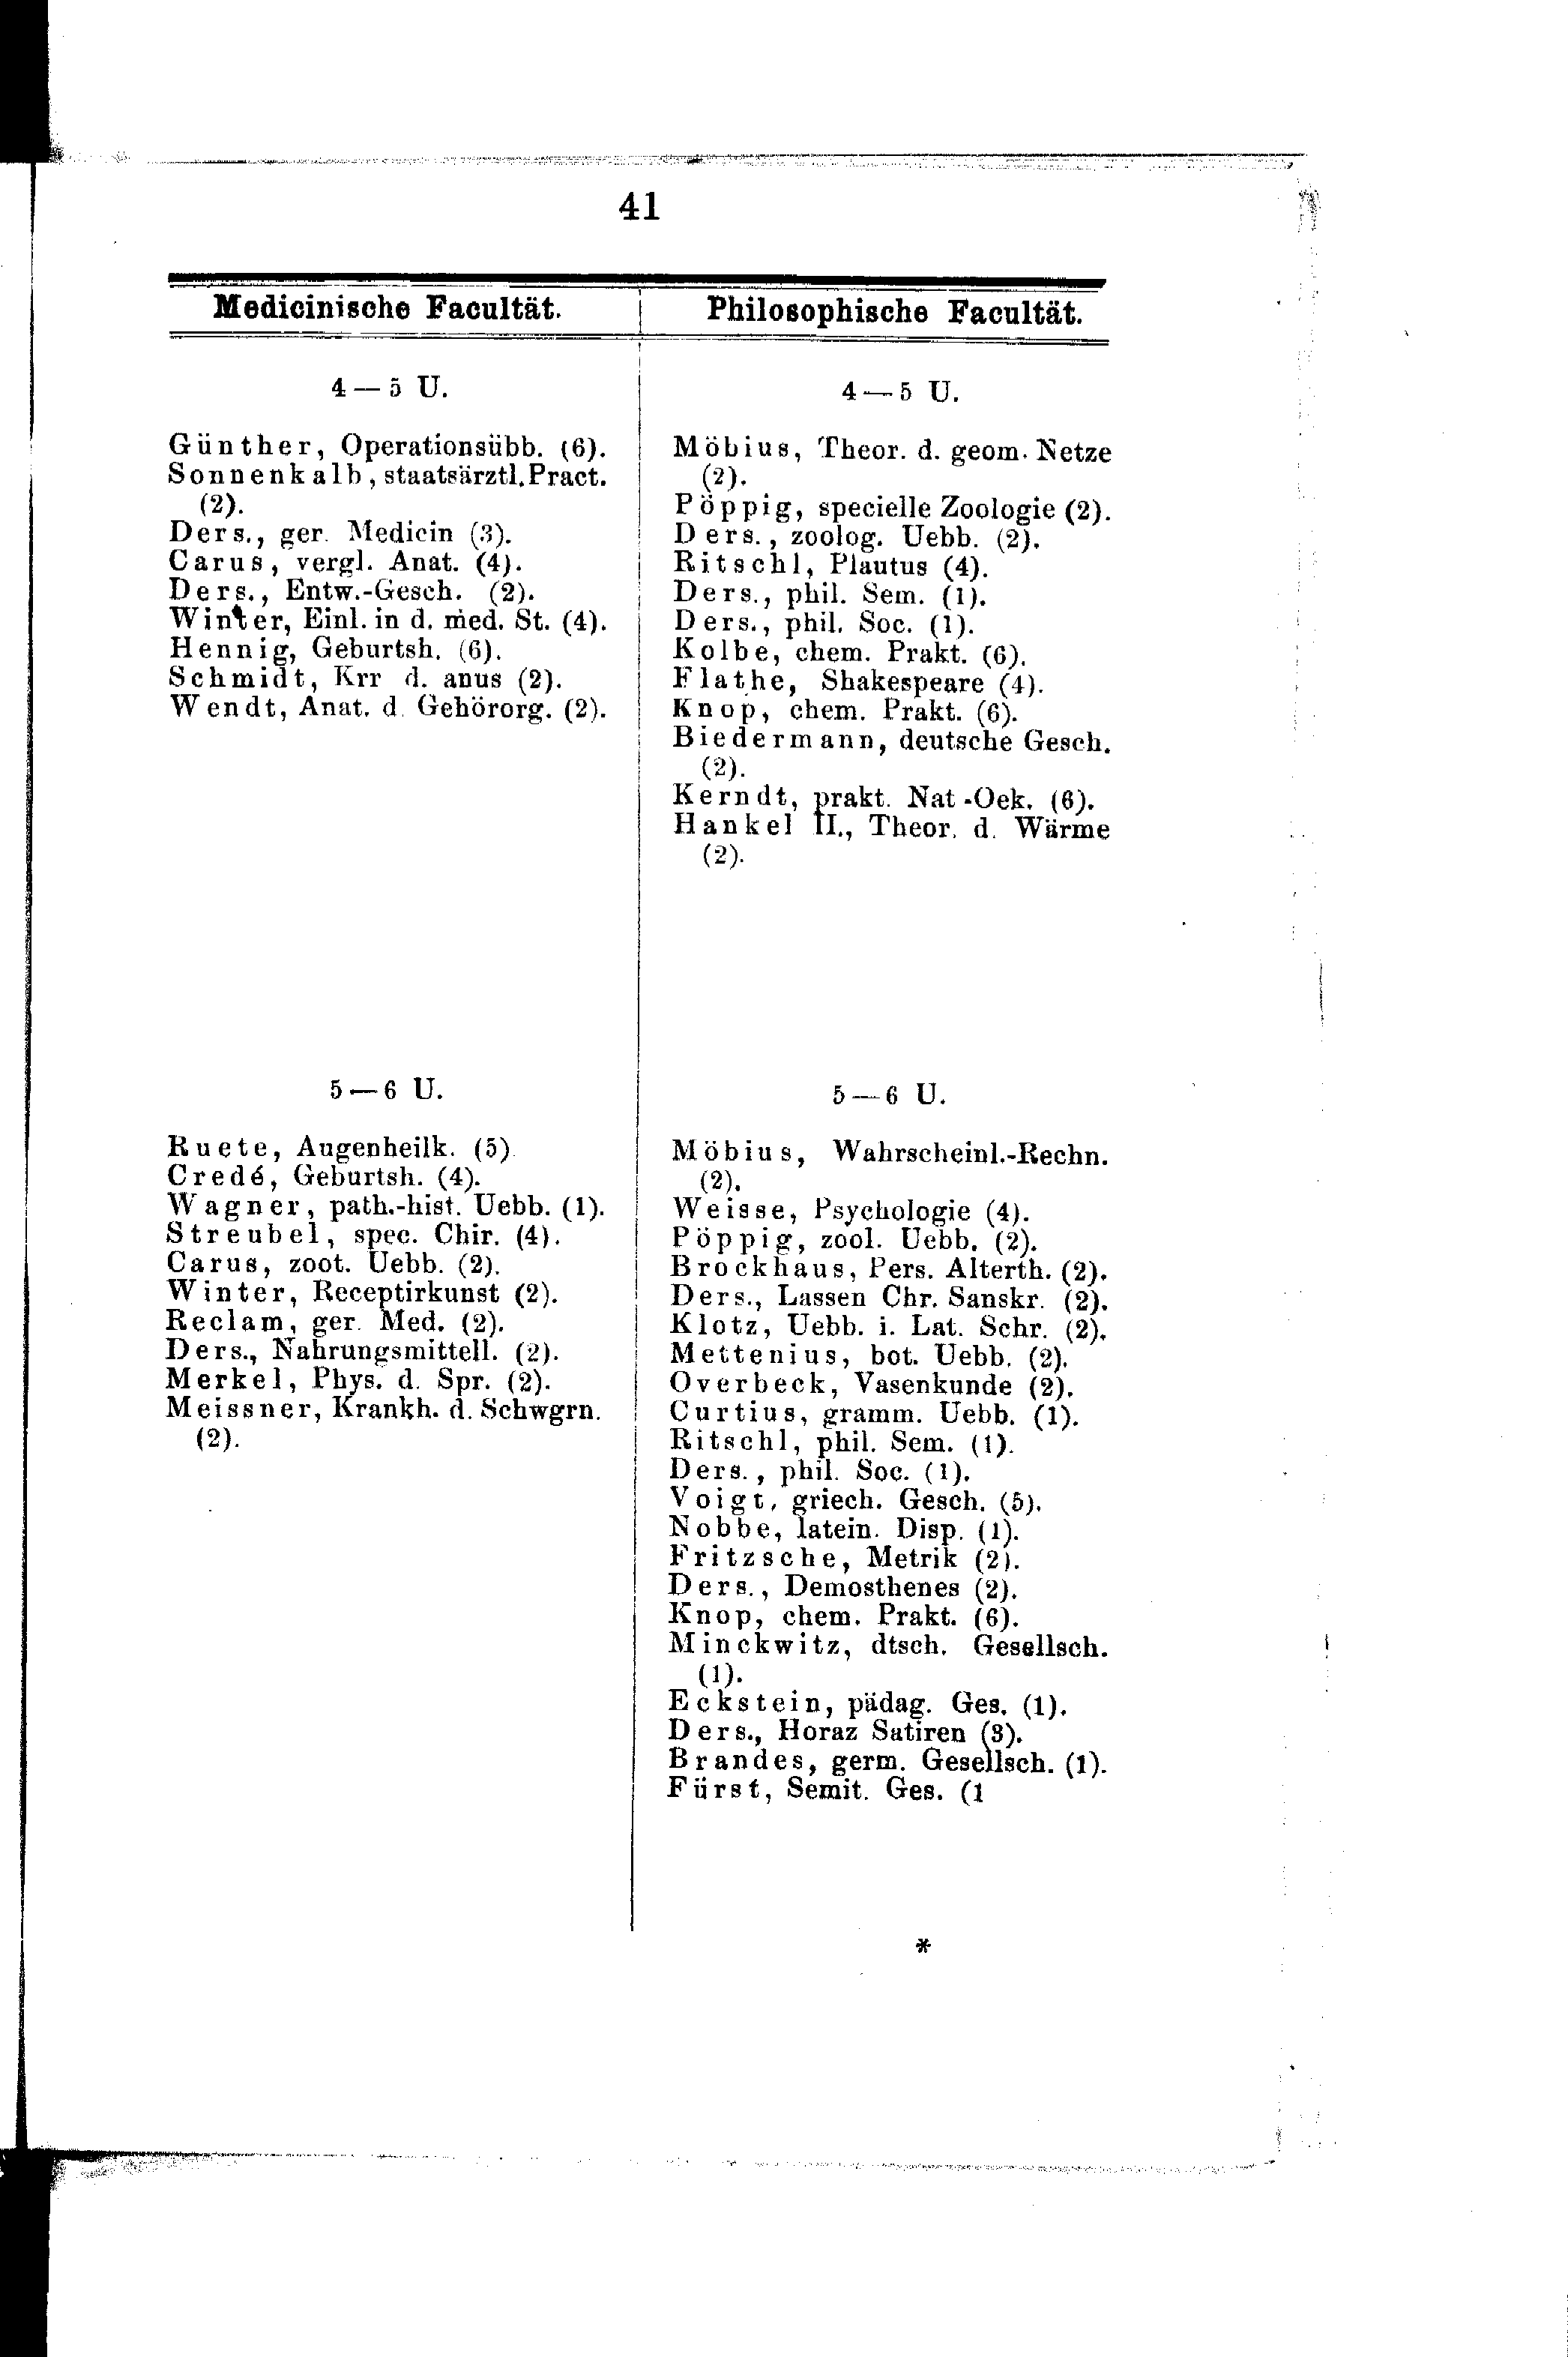 41
Medicinische Facultät.
4 — 5 U.
Günther, Operationsübb. (6).
Sonnenkalb, staatsärztl. Pract.
(2).
Ders., ger. Medicin (3).
Carus, vergl. Anat. (4).
Ders., Entw.-Gesch. (2).
Winter, Einl. in d. med. St. (4).
Hennig, Geburtsh. (6).
Schmidt, Krr d. anus (2).
Wendt, Anat. d. Gehörorg. (2).
5 — 6 U.
Ruete, Augenheilk. (5).
Credé, Geburtsh. (4).
Wagner, path.-hist. Uebb. (1).
Streubel, spec. Chir. (4).
Carus, zoot. Uebb. (2).
Winter, Receptirkunst (2).
Reclam, ger. Med. (2).
Ders., Nahrungsmittell. (2).
Merkel, Phys. d. Spr. (2).
Meissner, Krankh. d. Schwgrn.
(2).
Philosophische Facultät.
4 — 5 U.
Möbius, Theor. d. geom. Netze
(2).
Pöppig, specielle Zoologie (2).
Ders., zoolog. Uebb. (2).
Ritschl, Plautus (4).
Ders., phil. Sem. (1).
Ders., phil. Soc. (1).
Kolbe, chem. Prakt. (6).
Flathe, Shakespeare (4).
Knop, chem. Prakt. (6).
Biedermann, deutsche Gesch.
(2).
Kerndt, prakt. Nat-Oek. (6).
Hankel II., Theor. d. Wärme
(2).
5 — 6 U.
Möbius, Wahrscheinl.-Rechn.
(2).
Weisse, Psychologie (4).
Pöppig, zool. Uebb. (2).
Brockhaus, Pers. Alterth. (2).
Ders., Lassen Chr. Sanskr. (2).
Klotz, Uebb. i. Lat. Schr. (2).
Mettenius, bot. Uebb. (2).
Overbeck, Vasenkunde (2).
Curtius, gramm. Uebb. (1).
Ritschl, phil. Sem. (1).
Ders., phil. Soc. (1).
Voigt, griech. Gesch. (5).
Nobbe, latein. Disp. (1).
Fritzsche, Metrik (2).
Ders., Demosthenes (2).
Knop, chem. Prakt. (6).
Minckwitz, dtsch. Gesellsch.
(1).
Eckstein, pädag. Ges. (1).
Ders., Horaz Satiren (3).
Brandes, germ. Gesellsch. (1).
Fürst, Semit. Ges. (1
*